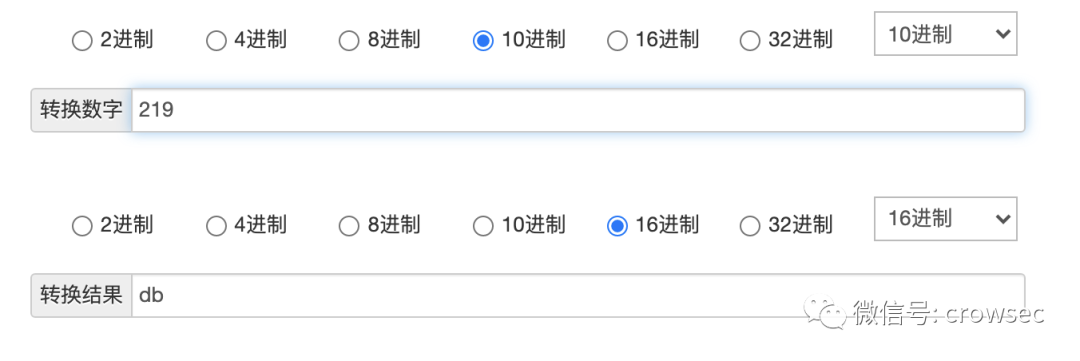 2进制 4进制 8进制 10进制 16进制 32进制 10进制
转换数字 219
2进制 4进制 8进制 10进制 16进制 32进制 16进制
转换结果 db
微信号: crowsec